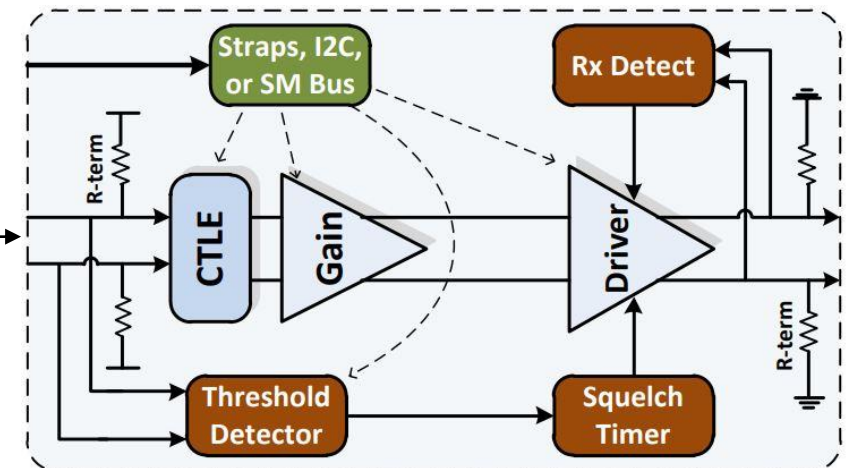 Straps, I2C,
or SM Bus
Rx Detect
R-term
CTLE
Gain
Driver
R-term
Threshold
Detector
Squelch
Timer